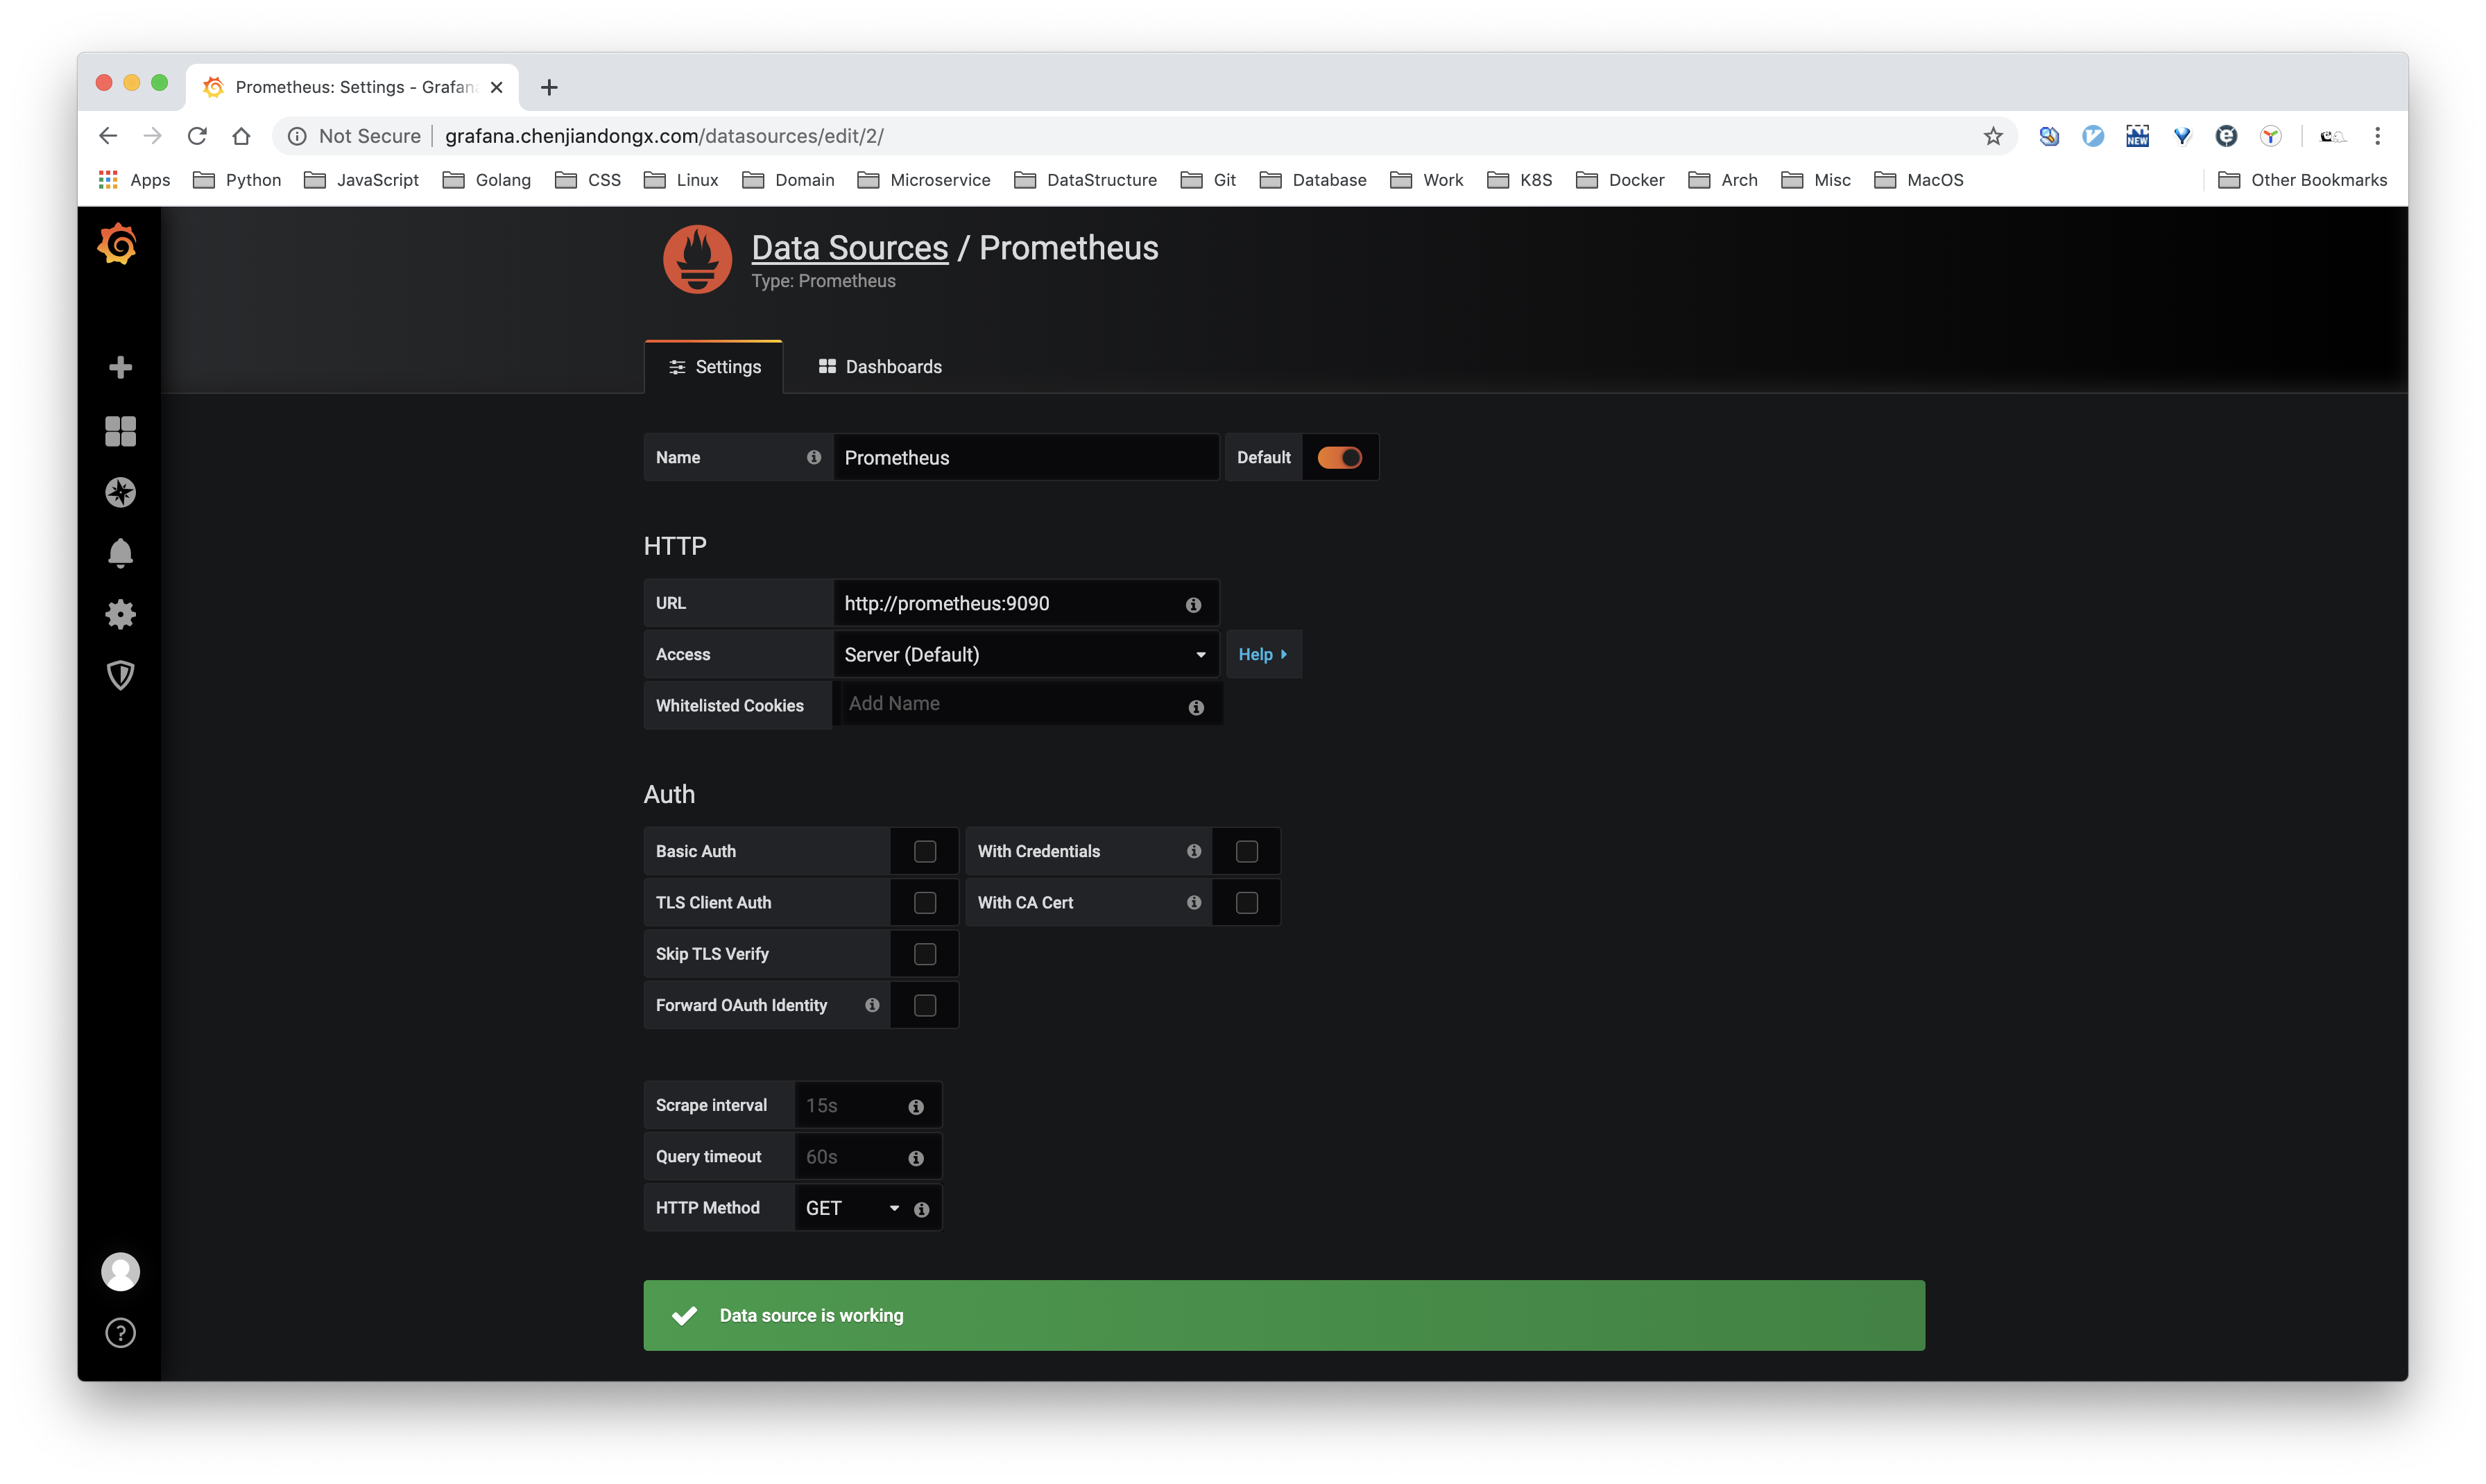 Prometheus: Settings - Grafan
Not Secure grafana.chenjiandongx.com/datasources/edit/2/
NEW
Apps Python JavaScript Golang CSS Linux Domain Microservice DataStructure Git Database Work K8S Docker Arch Misc MacOS Other Bookmarks
Data Sources / Prometheus
Type: Prometheus
Settings Dashboards
Name Prometheus Default
HTTP
URL http://prometheus:9090
Access Server (Default) Help
Whitelisted Cookies Add Name
Auth
Basic Auth With Credentials
TLS Client Auth With CA Cert
Skip TLS Verify
Forward OAuth Identity
Scrape interval 15s
Query timeout 60s
HTTP Method GET
Data source is working